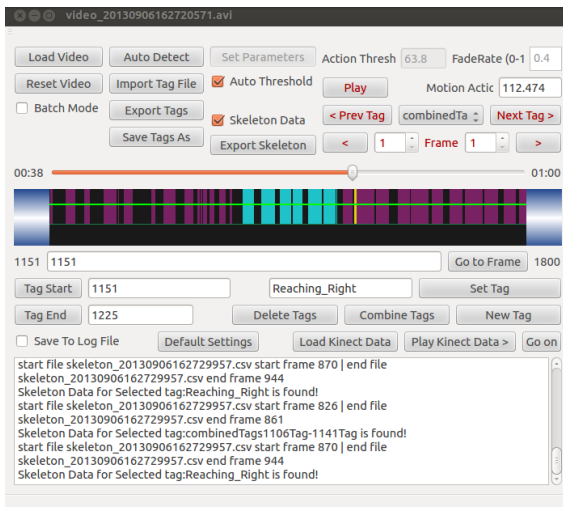 video_20130906162720571.avi
Load Video Auto Detect Set Parameters Action Thresh 63.8 FadeRate (0-1 0.4
Reset Video Import Tag File Auto Threshold Play Motion Actic 112.474
Batch Mode Export Tags Skeleton Data < Prev Tag combinedTa Next Tag >
Save Tags As Export Skeleton < 1 Frame 1 >
00:38 01:00
1151 1151 Go to Frame 1800
Tag Start 1151 Reaching_Right Set Tag
Tag End 1225 Delete Tags Combine Tags New Tag
Save To Log File Default Settings Load Kinect Data Play Kinect Data > Go on
start file skeleton_20130906162729957.csv start frame 870 | end file
skeleton_20130906162729957.csv end frame 944
Skeleton Data for Selected tag:Reaching_Right is found!
start file skeleton_20130906162729957.csv start frame 826 | end file
skeleton_20130906162729957.csv end frame 861
Skeleton Data for Selected tag:combinedTags1106Tag-1141Tag is found!
start file skeleton_20130906162729957.csv start frame 870 | end file
skeleton_20130906162729957.csv end frame 944
Skeleton Data for Selected tag:Reaching_Right is found!